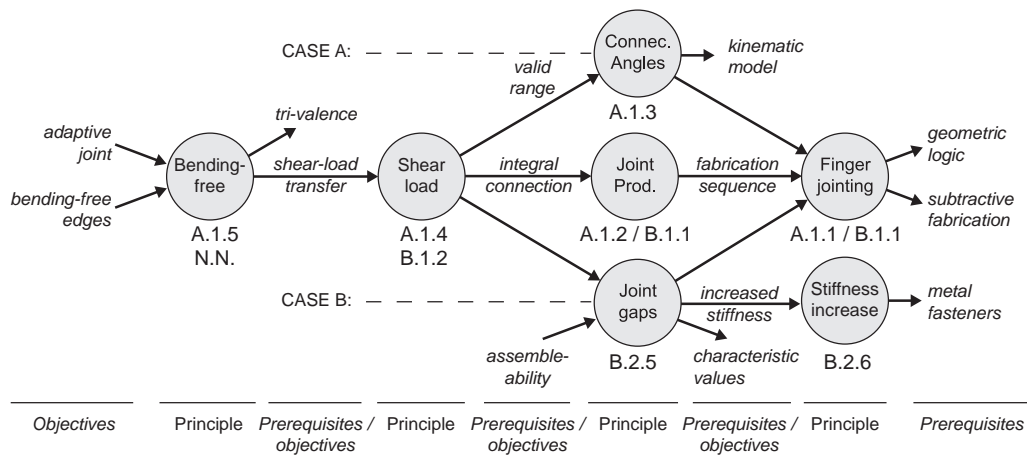 CASE A:
Connec.
Angles
A.1.3
kinematic
model
valid
range
adaptive
joint
bending-free
edges
Bending-
free
A.1.5
N.N.
tri-valence
shear-load
transfer
Shear
load
A.1.4
B.1.2
integral
connection
Joint
Prod.
A.1.2 / B.1.1
fabrication
sequence
Finger
jointing
A.1.1 / B.1.1
geometric
logic
subtractive
fabrication
CASE B:
Joint
gaps
B.2.5
assemble-
ability
increased
stiffness
characteristic
values
Stiffness
increase
B.2.6
metal
fasteners
Objectives
Principle
Prerequisites /
objectives
Principle
Prerequisites /
objectives
Principle
Prerequisites /
objectives
Principle
Prerequisites